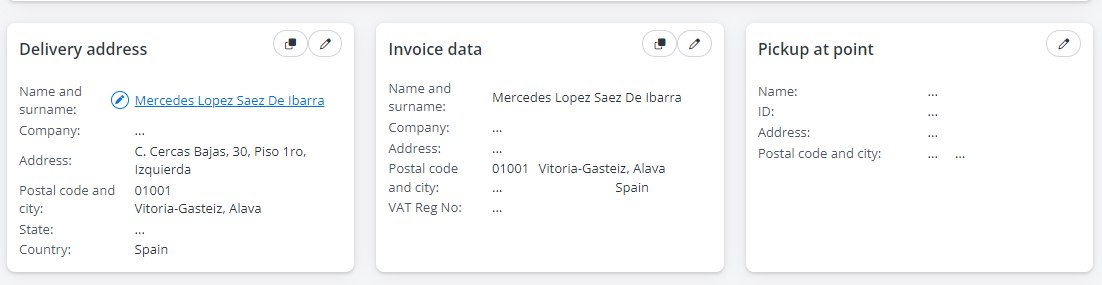 Delivery address
Name and surname: Mercedes Lopez Saez De Ibarra
Company: ...
Address: C. Cercas Bajas, 30, Piso 1ro,
Izquierda
Postal code and city: 01001
Vitoria-Gasteiz, Alava
State: ...
Country: Spain
Invoice data
Name and surname: Mercedes Lopez Saez De Ibarra
Company: ...
Address: ...
Postal code 01001 Vitoria-Gasteiz, Alava
and city: ... Spain
VAT Reg No: ...
Pickup at point
Name: ...
ID: ...
Address: ...
Postal code and city: ... ...